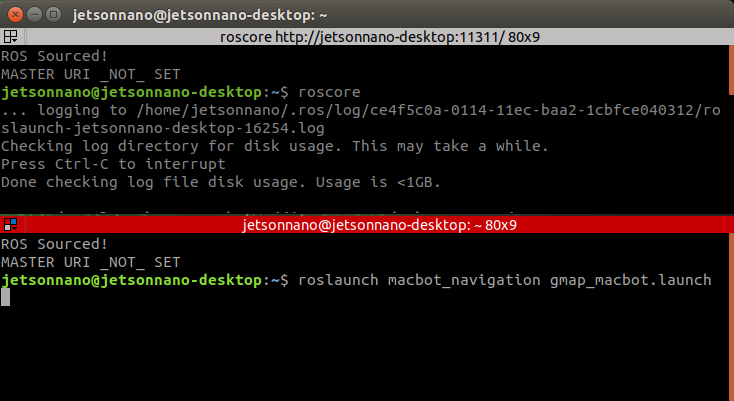 jetsonnano@jetsonnano-desktop: ~
roscore http://jetsonnano-desktop:11311/ 80x9
ROS Sourced!
MASTER URI _NOT_ SET
jetsonnano@jetsonnano-desktop:~$ roscore
... logging to /home/jetsonnano/.ros/log/ce4f5c0a-0114-11ec-baa2-1cbfce040312/ro
slaunch-jetsonnano-desktop-16254.log
Checking log directory for disk usage. This may take a while.
Press Ctrl-C to interrupt
Done checking log file disk usage. Usage is <1GB.
jetsonnano@jetsonnano-desktop: ~ 80x9
ROS Sourced!
MASTER URI _NOT_ SET
jetsonnano@jetsonnano-desktop:~$ roslaunch macbot_navigation gmap_macbot.launch